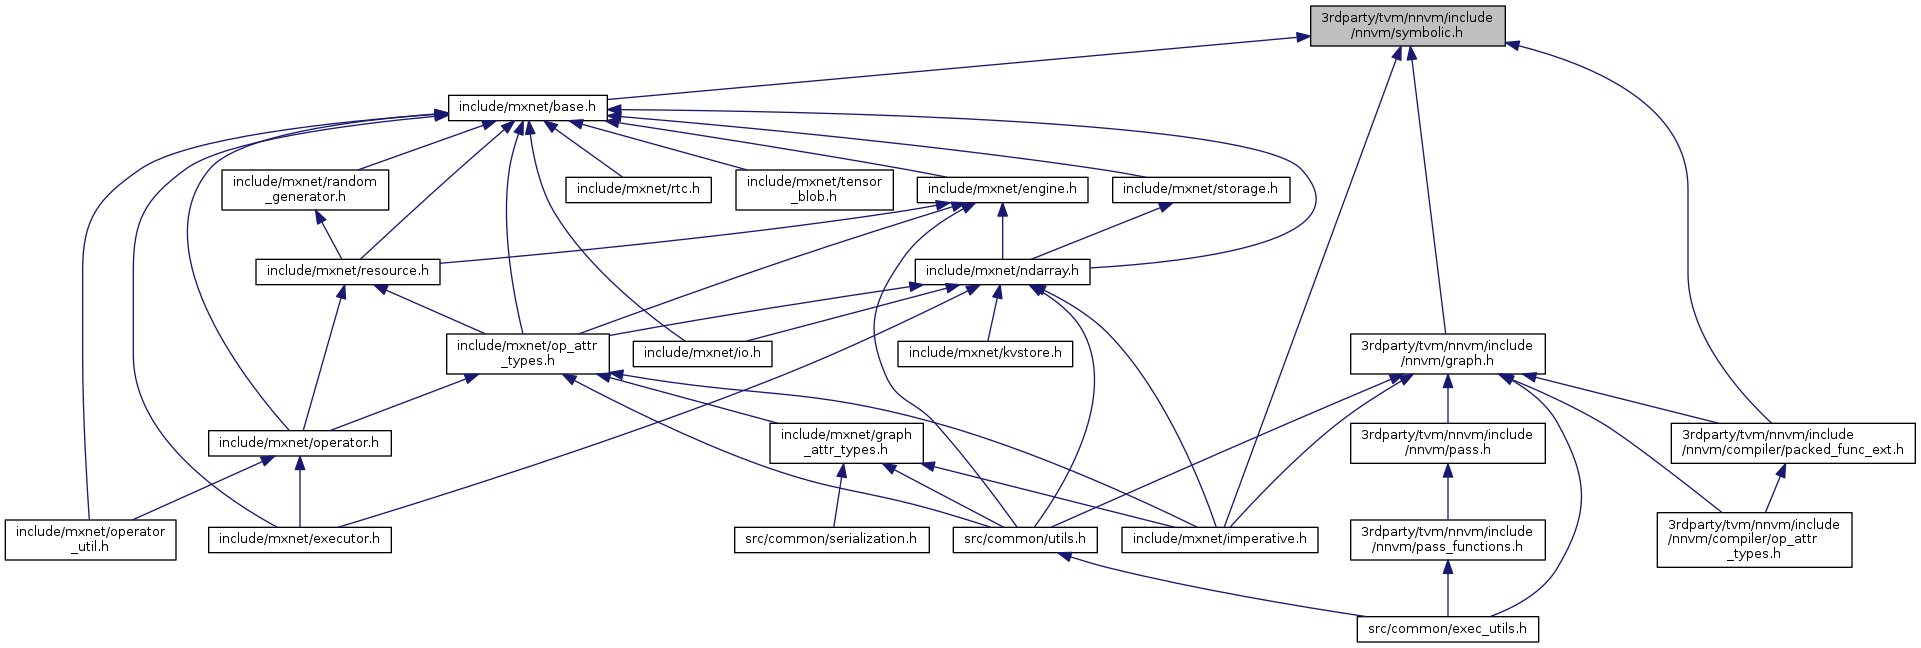 3rdparty/tvm/nnvm/include
/nnvm/symbolic.h
include/mxnet/base.h
include/mxnet/random
_generator.h
include/mxnet/rtc.h
include/mxnet/tensor
_blob.h
include/mxnet/engine.h
include/mxnet/storage.h
include/mxnet/resource.h
include/mxnet/ndarray.h
include/mxnet/op_attr
_types.h
include/mxnet/io.h
include/mxnet/kvstore.h
3rdparty/tvm/nnvm/include
/nnvm/graph.h
include/mxnet/operator.h
include/mxnet/graph
_attr_types.h
3rdparty/tvm/nnvm/include
/nnvm/pass.h
3rdparty/tvm/nnvm/include
/nnvm/compiler/packed_func_ext.h
include/mxnet/operator
_util.h
include/mxnet/executor.h
src/common/serialization.h
src/common/utils.h
include/mxnet/imperative.h
3rdparty/tvm/nnvm/include
/nnvm/pass_functions.h
3rdparty/tvm/nnvm/include
/nnvm/compiler/op_attr
_types.h
src/common/exec_utils.h